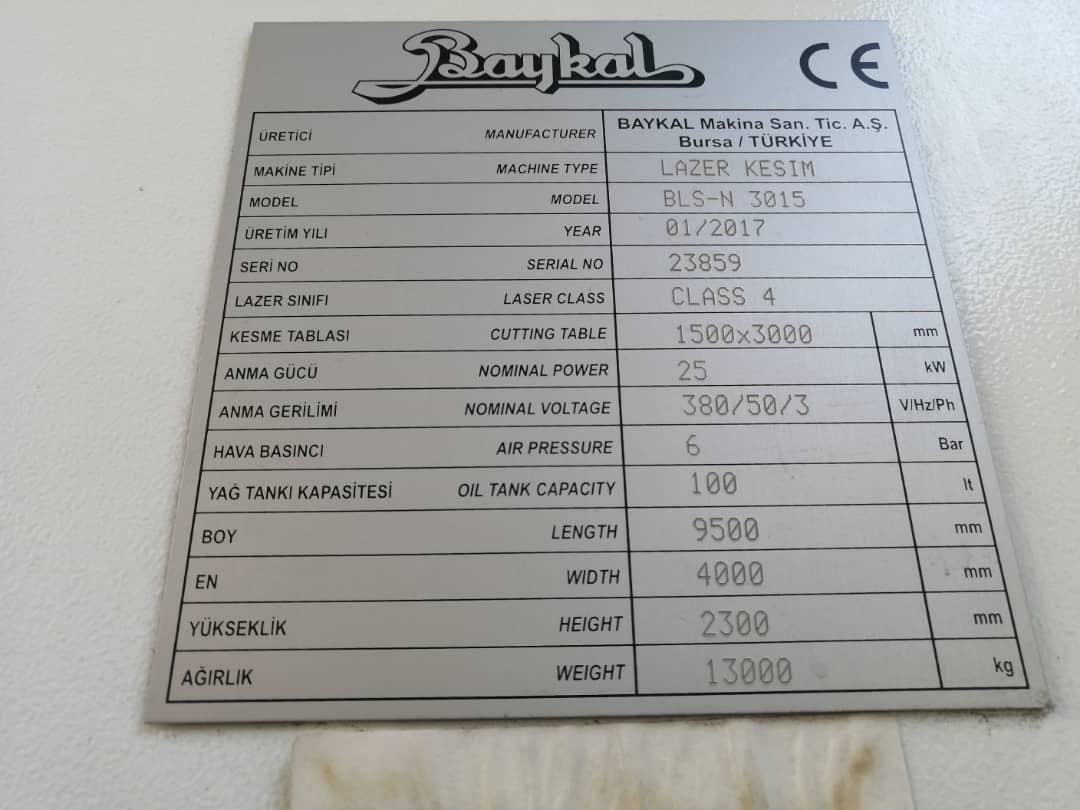 Baykal CE
ÜRETİCİ MANUFACTURER BAYKAL Makina San. Tic. A.Ş.
Bursa / TÜRKİYE
MAKİNE TİPİ MACHINE TYPE LAZER KESIM
MODEL MODEL BLS-N 3015
ÜRETİM YILI YEAR 01/2017
SERİ NO SERIAL NO 23859
LAZER SINIFI LASER CLASS CLASS 4
KESME TABLASI CUTTING TABLE 1500x3000 mm
ANMA GÜCÜ NOMINAL POWER 25 kW
ANMA GERİLİMİ NOMINAL VOLTAGE 380/50/3 V/Hz/Ph
HAVA BASINCI AIR PRESSURE 6 Bar
YAĞ TANKI KAPASİTESİ OIL TANK CAPACITY 100 lt
BOY LENGTH 9500 mm
EN WIDTH 4000 mm
YÜKSEKLİK HEIGHT 2300 mm
AĞIRLIK WEIGHT 13000 kg